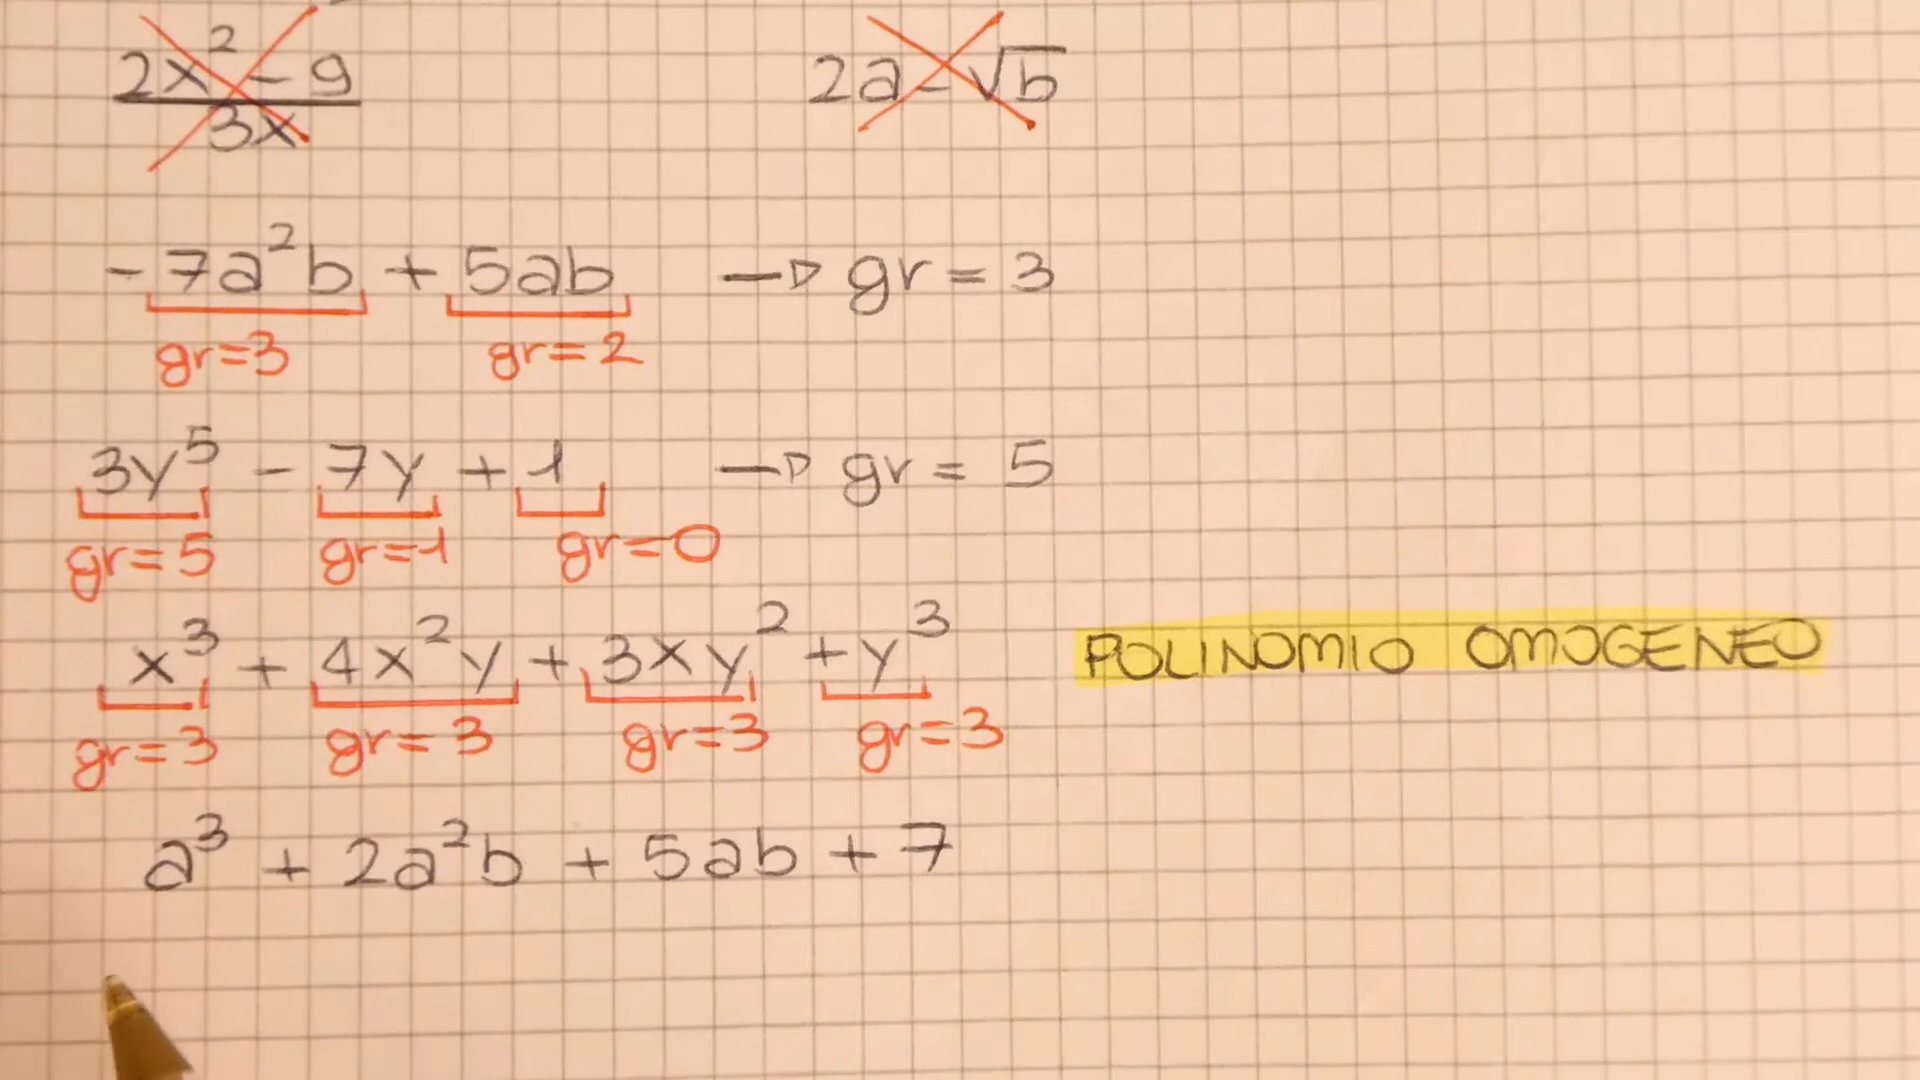 2x² - 9
3x
2a - √b
- 7a²b + 5ab → gr = 3
gr=3 gr=2
3y⁵ - 7y + 1 → gr = 5
gr=5 gr=1 gr=0
x³ + 4x²y + 3xy² + y³ POLINOMIO OMOGENEO
gr=3 gr=3 gr=3 gr=3
a³ + 2a²b + 5ab + 7